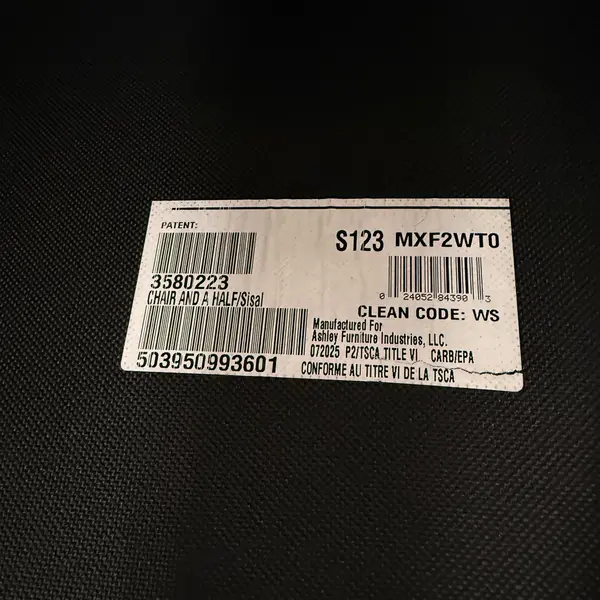 PATENT:
S123 MXF2WT0
3580223
CHAIR AND A HALF/Sisal
0 24052 84390 3
CLEAN CODE: WS
Manufactured For
Ashley Furniture Industries, LLC.
072025 P2/TSCA TITLE VI CARB/EPA
503950993601
CONFORME AU TITRE VI DE LA TSCA